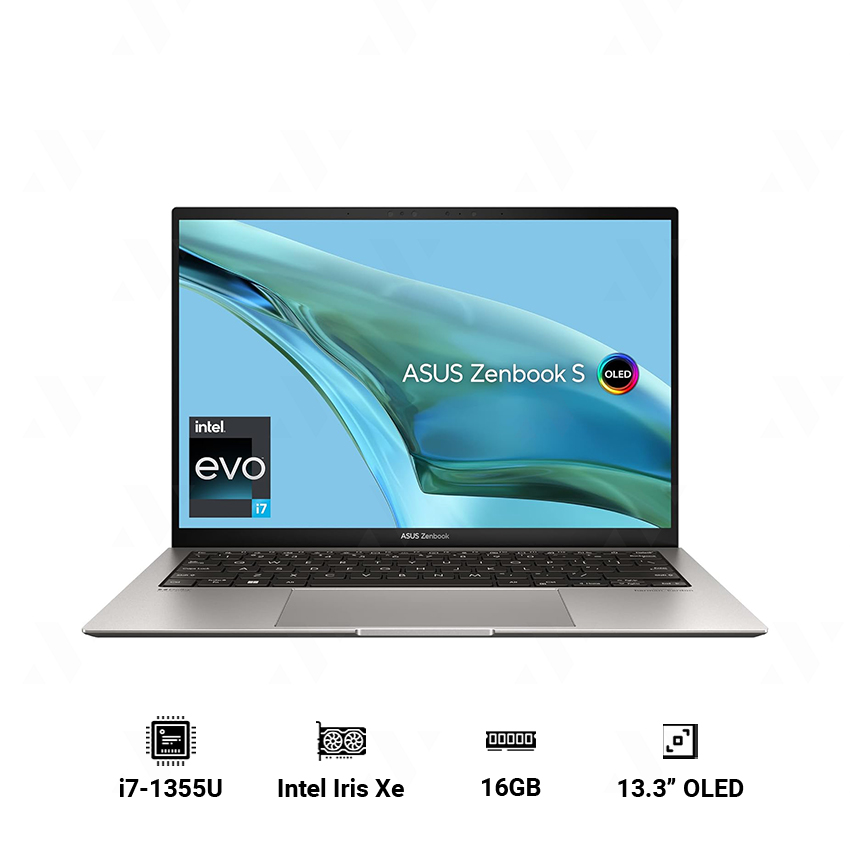 ASUS Zenbook S OLED
intel.
evo
i7
ASUS Zenbook
i7-1355U
Intel Iris Xe
16GB
13.3” OLED